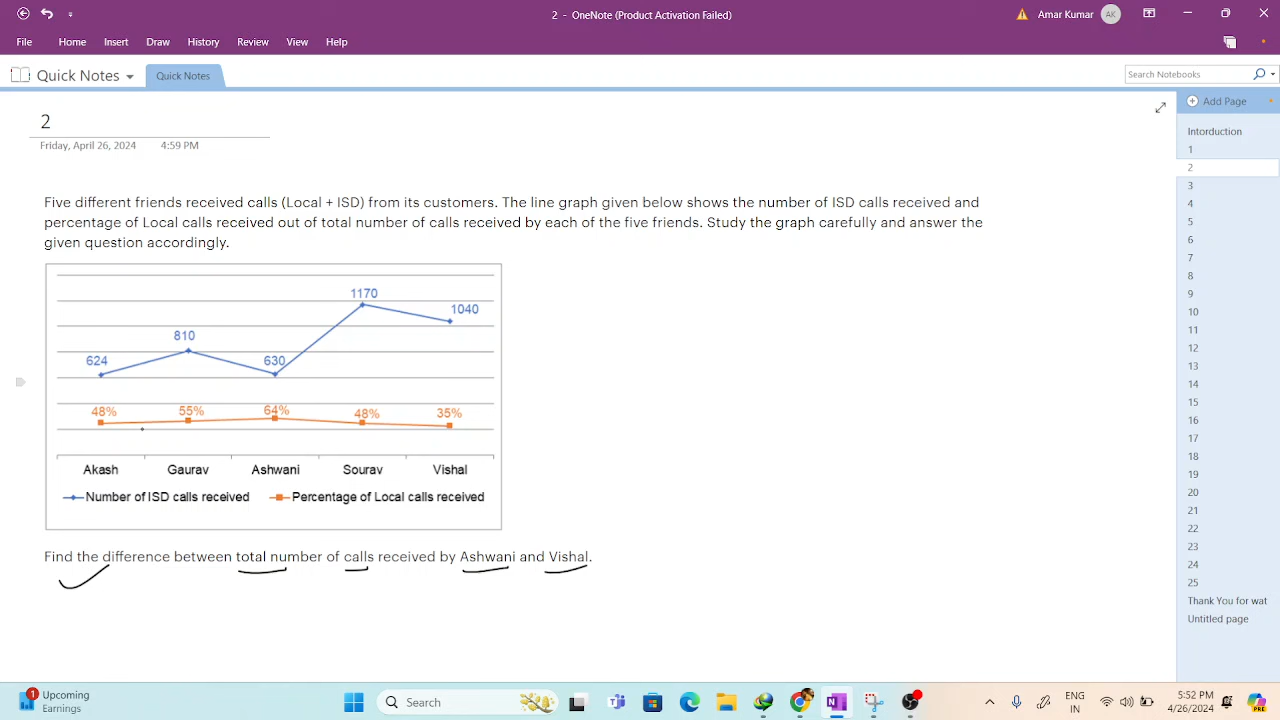 2 - OneNote (Product Activation Failed)
Amar Kumar AK
File Home Insert Draw History Review View Help
Quick Notes Quick Notes
Search Notebooks
Add Page
2
Friday, April 26, 2024 4:59 PM
Five different friends received calls (Local + ISD) from its customers. The line graph given below shows the number of ISD calls received and
percentage of Local calls received out of total number of calls received by each of the five friends. Study the graph carefully and answer the
given question accordingly.
1170
1040
810
624
630
48% 55% 64% 48% 35%
Akash Gaurav Ashwani Sourav Vishal
Number of ISD calls received Percentage of Local calls received
Find the difference between total number of calls received by Ashwani and Vishal.
Intorduction
1
2
3
4
5
6
7
8
9
10
11
12
13
14
15
16
17
18
19
20
21
22
23
24
25
Thank You for wat
Untitled page
1
Upcoming
Earnings
Search
ENG
IN
5:52 PM
4/26/2024